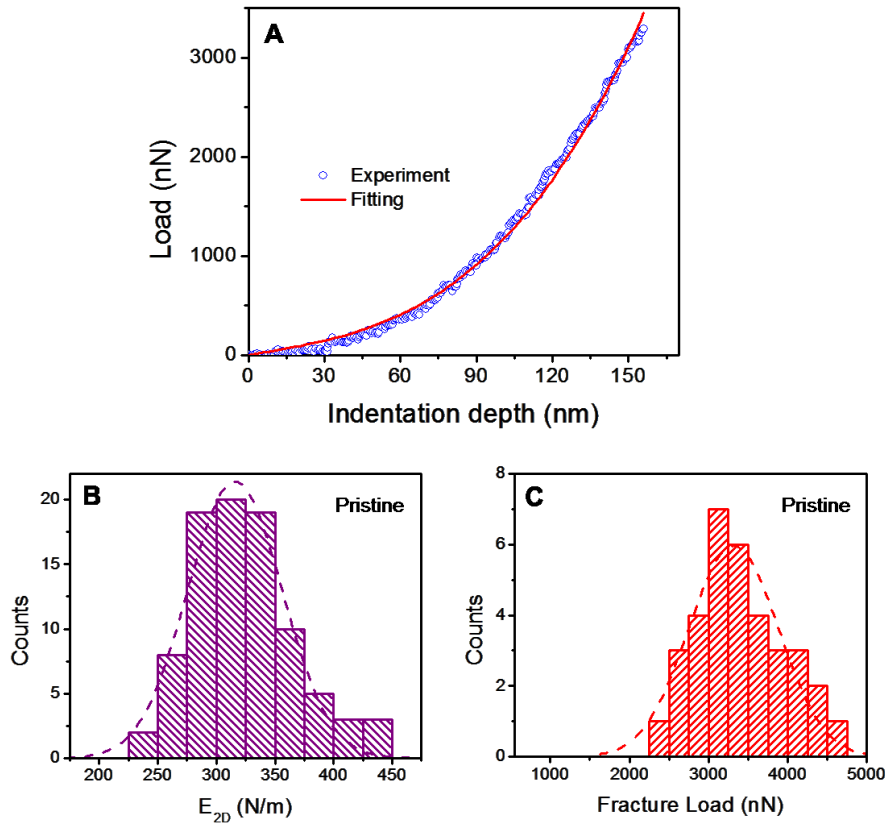 A
3000
2000
1000
0
Load (nN)
Experiment
Fitting
0 30 60 90 120 150
Indentation depth (nm)
B
Pristine
20
15
10
5
0
Counts
200 250 300 350 400 450
E2D (N/m)
C
Pristine
8
6
4
2
0
Counts
1000 2000 3000 4000 5000
Fracture Load (nN)